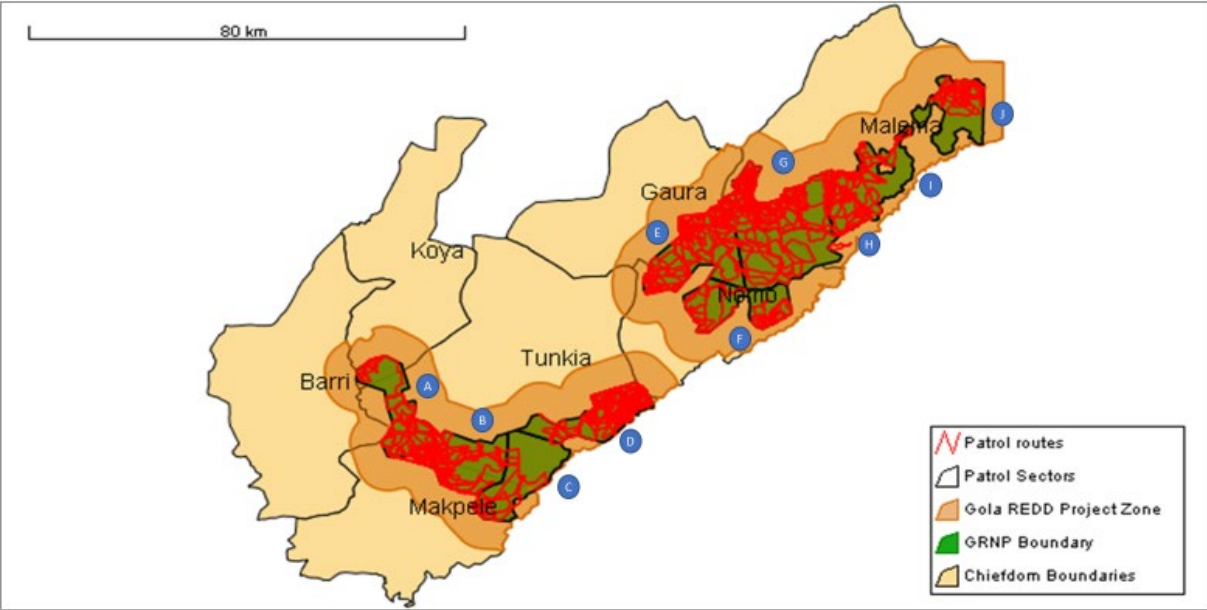 80 km
J
Malema
G
I
Gaura
E
H
Koya
Nomo
F
Tunkia
Barri
A
B
D
C
Makpele
Patrol routes
Patrol Sectors
Gola REDD Project Zone
GRNP Boundary
Chiefdom Boundaries